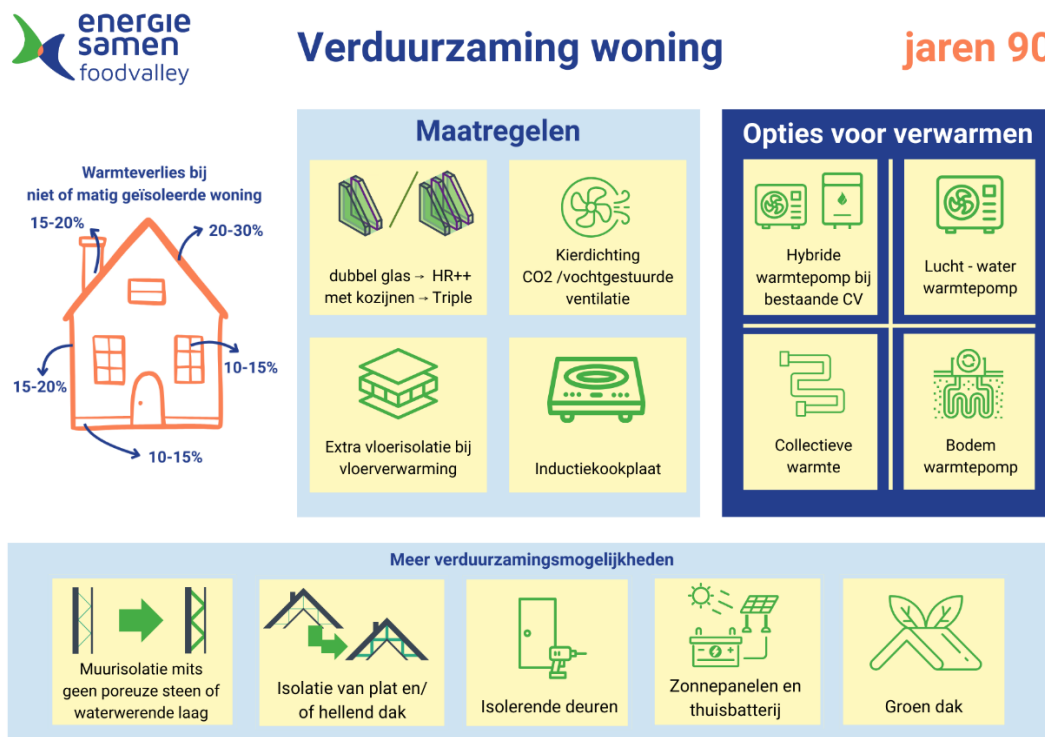 energie
samen
foodvalley
Verduurzaming woning
jaren 90
Warmteverlies bij
niet of matig geïsoleerde woning
15-20%
20-30%
10-15%
15-20%
10-15%
Maatregelen
dubbel glas → HR++
met kozijnen → Triple
Kierdichting
CO2 /vochtgestuurde
ventilatie
Extra vloerisolatie bij
vloerverwarming
Inductiekookplaat
Opties voor verwarmen
Hybride
warmtepomp bij
bestaande CV
Lucht - water
warmtepomp
Collectieve
warmte
Bodem
warmtepomp
Meer verduurzamingsmogelijkheden
Muurisolatie mits
geen poreuze steen of
waterwerende laag
Isolatie van plat en/
of hellend dak
Isolerende deuren
Zonnepanelen en
thuisbatterij
Groen dak